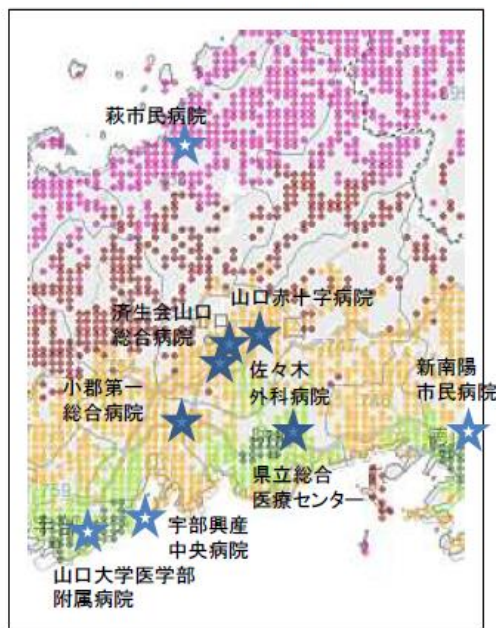 萩市民病院
済生会山口
総合病院
山口赤十字病院
小郡第一
総合病院
佐々木
外科病院
新南陽
市民病院
県立総合
医療センター
宇部興産
中央病院
山口大学医学部
附属病院